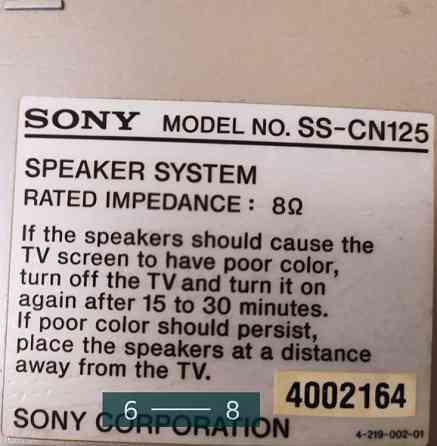 SONY MODEL NO. SS-CN125
SPEAKER SYSTEM
RATED IMPEDANCE : 8Ω
If the speakers should cause the
TV screen to have poor color,
turn off the TV and turn it on
again after 15 to 30 minutes.
If poor color should persist,
place the speakers at a distance
away from the TV.
4002164
6 —— 8
SONY CORPORATION
4-219-002-01